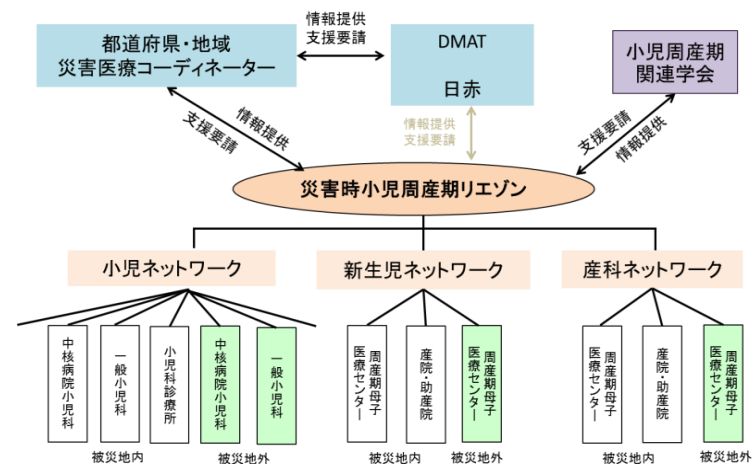 都道府県・地域
災害医療コーディネーター
情報提供
支援要請
DMAT
日赤
小児周産期
関連学会
情報提供
支援要請
情報提供
支援要請
支援要請
情報提供
災害時小児周産期リエゾン
小児ネットワーク
新生児ネットワーク
産科ネットワーク
中核病院小児科
一般小児科
小児科診療所
中核病院小児科
一般小児科
周産期母子
医療センター
産院・助産院
周産期母子
医療センター
周産期母子
医療センター
産院・助産院
周産期母子
医療センター
被災地内
被災地外
被災地内
被災地外
被災地内
被災地外